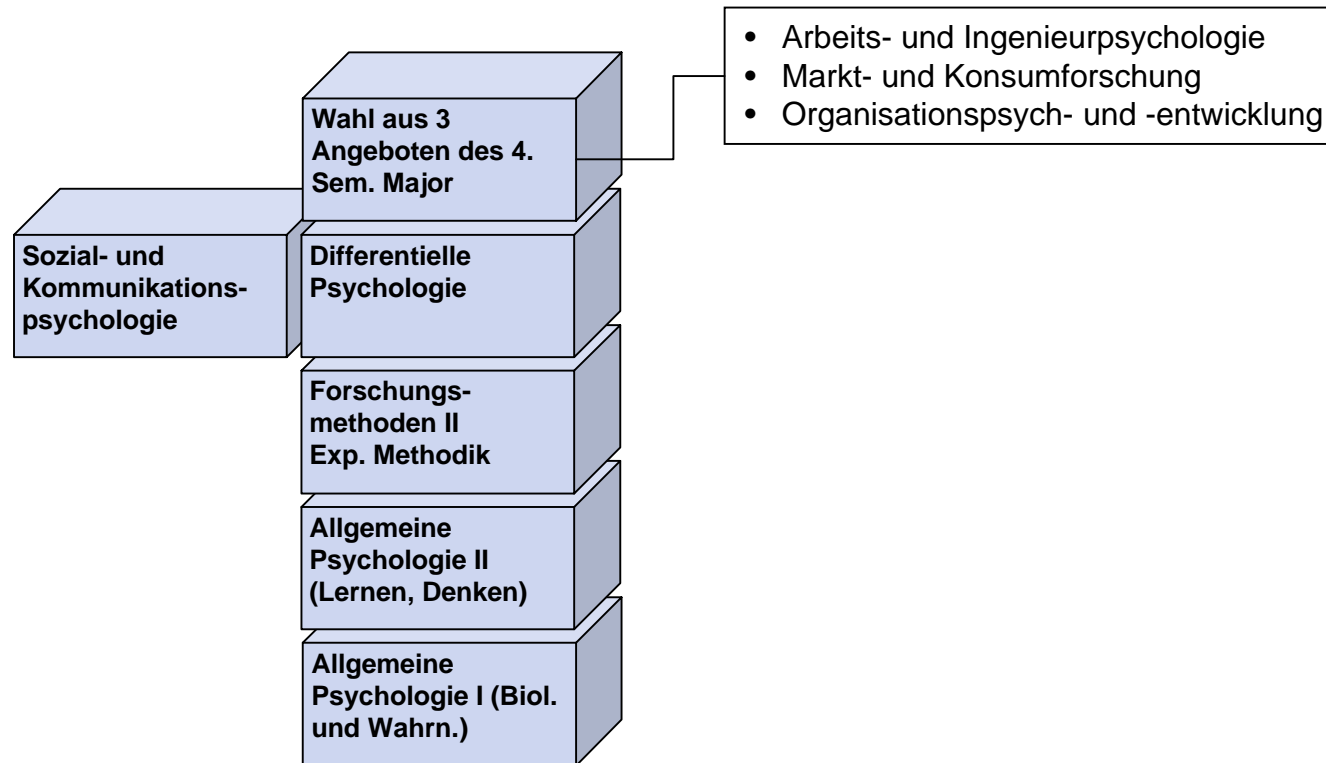 • Arbeits- und Ingenieurpsychologie
• Markt- und Konsumforschung
• Organisationspsych- und -entwicklung
Wahl aus 3
Angeboten des 4.
Sem. Major
Sozial- und
Kommunikations-
psychologie
Differentielle
Psychologie
Forschungs-
methoden II
Exp. Methodik
Allgemeine
Psychologie II
(Lernen, Denken)
Allgemeine
Psychologie I (Biol.
und Wahrn.)